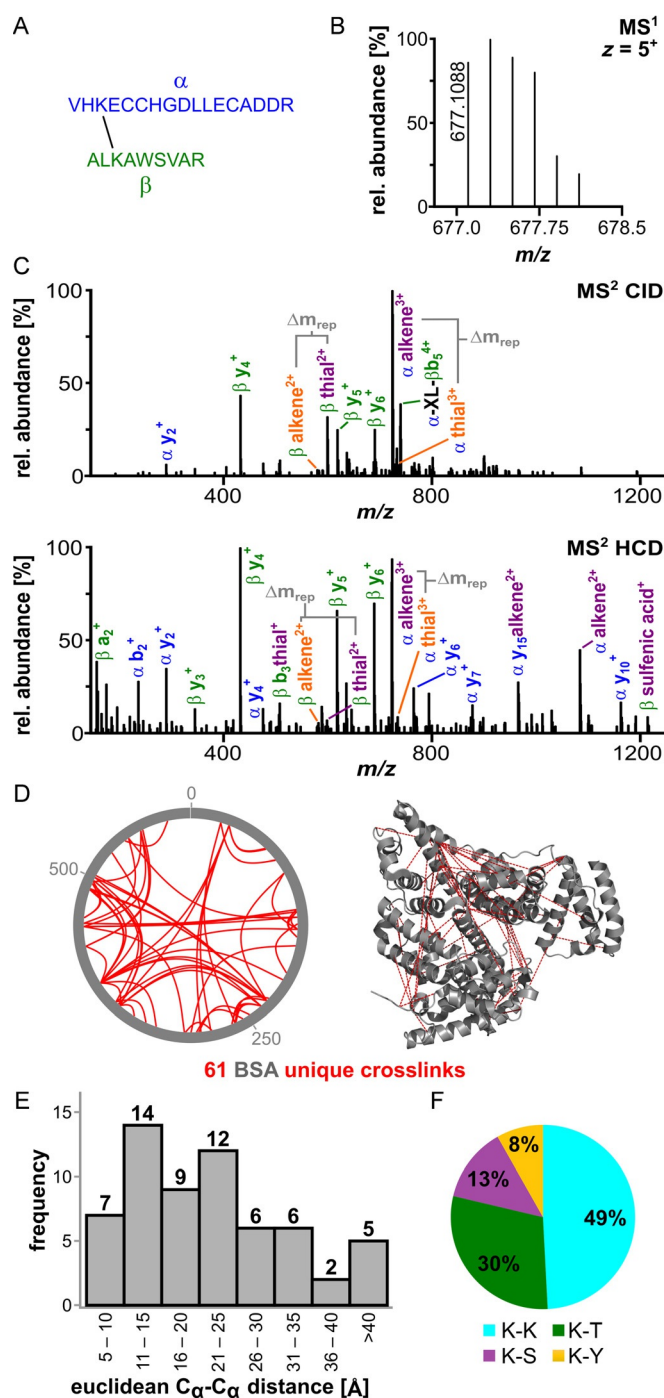 A
α
VHKECCHGDLLECADDR
ALKAWSVAR
β
B
MS¹
z = 5⁺
rel. abundance [%]
100
50
0
677.1088
677.0
677.75
678.5
m/z
C
MS² CID
rel. abundance [%]
100
50
0
α y₂⁺
β y₄⁺
β alkene²⁺
Δm_rep
β thial²⁺
β y₅⁺
β y₆⁺
α alkene³⁺
α-XL-βb₅⁴⁺
α thial³⁺
Δm_rep
400
800
1200
m/z
MS² HCD
rel. abundance [%]
100
50
0
β a₂⁺
α b₂⁺
α y₂⁺
β y₃⁺
β y₄⁺
α y₄⁺
β b₃thial⁺
β alkene²⁺
Δm_rep
β y₅⁺
β thial²⁺
β y₆⁺
α alkene³⁺
α thial³⁺
Δm_rep
α y₆⁺
α y₇⁺
α y₁₅alkene²⁺
α alkene²⁺
α y₁₀⁺
β sulfenic acid⁺
400
800
1200
m/z
D
0
500
250
61 BSA unique crosslinks
E
frequency
15
10
5
0
7
14
9
12
6
6
2
5
5 – 10
11 – 15
16 – 20
21 – 25
26 – 30
31 – 35
36 – 40
>40
euclidean Cα-Cα distance [Å]
F
8%
13%
49%
30%
K-K
K-T
K-S
K-Y